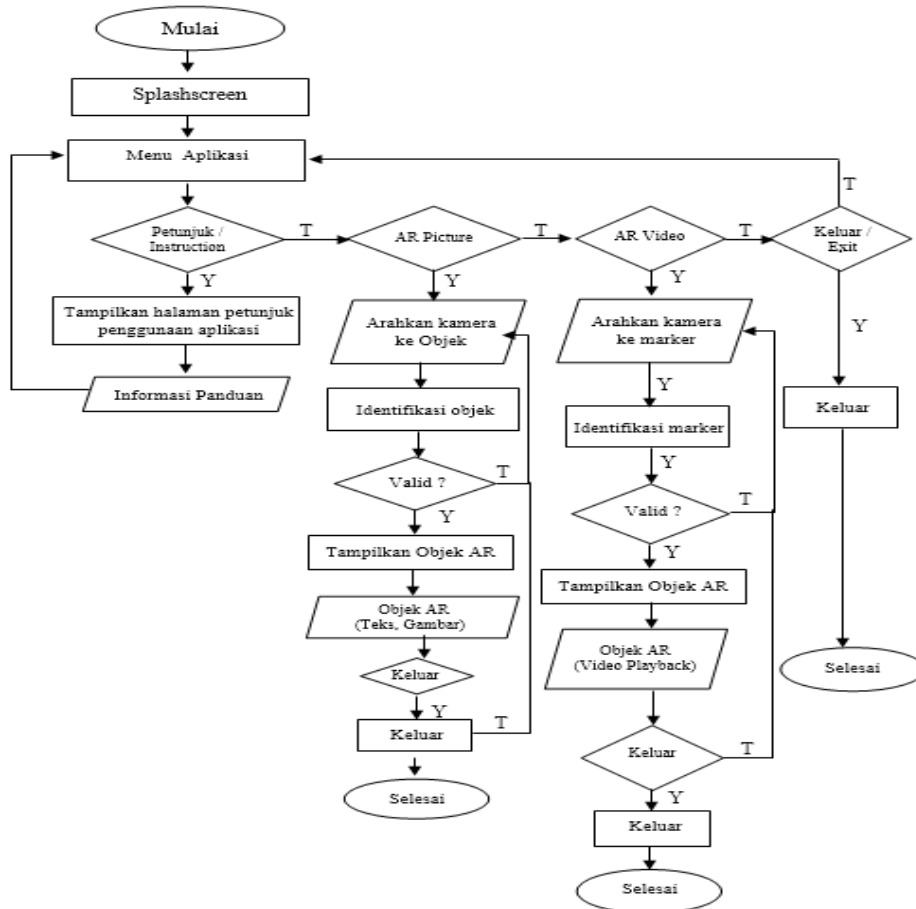 Mulai
Splashscreen
Menu Aplikasi
T
Petunjuk /
Instruction
T
AR Picture
T
AR Video
T
Keluar /
Exit
Y
Y
Y
Y
Tampilkan halaman petunjuk
penggunaan aplikasi
Informasi Panduan
Arahkan kamera
ke Objek
Identifikasi objek
Valid ?
T
Y
Tampilkan Objek AR
Objek AR
(Teks, Gambar)
Keluar
Y
Keluar
T
Selesai
Arahkan kamera
ke marker
Y
Identifikasi marker
Y
Valid ?
T
Y
Tampilkan Objek AR
Objek AR
(Video Playback)
Keluar
T
Y
Keluar
Selesai
Keluar
Selesai